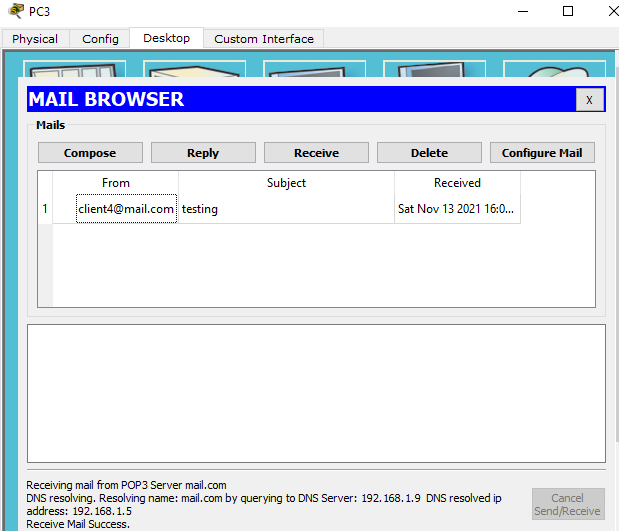 PC3
Physical Config Desktop Custom Interface
MAIL BROWSER X
Mails
Compose Reply Receive Delete Configure Mail
From Subject Received
1 client4@mail.com testing Sat Nov 13 2021 16:0...
Receiving mail from POP3 Server mail.com
DNS resolving. Resolving name: mail.com by querying to DNS Server: 192.168.1.9 DNS resolved ip
address: 192.168.1.5
Receive Mail Success.
Cancel
Send/Receive